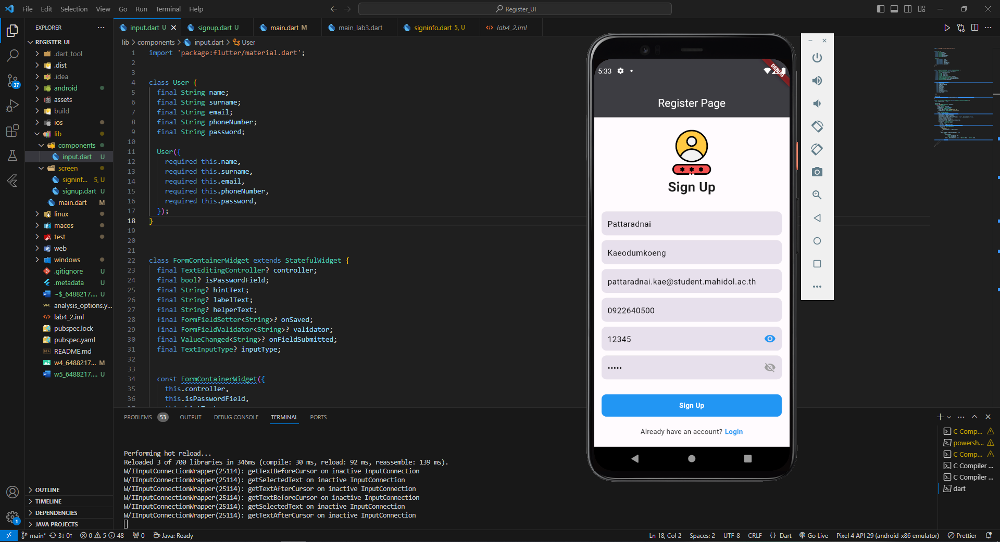 File Edit Selection View Go Run Terminal Help
Register_UI
EXPLORER
REGISTER_UI
.dart_tool
.dist
.idea
android
assets
build
ios
lib
components
input.dart U
screen
signinf... 5, U
signup.dart U
main.dart M
linux
macos
test
web
windows
.gitignore U
.metadata U
~$_6488217.... U
analysis_options.y...
lab4_2.iml
pubspec.lock
pubspec.yaml
README.md
w4_6488217.... M
w5_6488217.... U
OUTLINE
TIMELINE
DEPENDENCIES
JAVA PROJECTS
37
1
input.dart U
signup.dart U
main.dart M
main_lab3.dart
signinfo.dart 5, U
lab4_2.iml
lib > components > input.dart > User
1 import 'package:flutter/material.dart';
2
3
4 class User {
5 final String name;
6 final String surname;
7 final String email;
8 final String phoneNumber;
9 final String password;
10
11 User({
12 required this.name,
13 required this.surname,
14 required this.email,
15 required this.phoneNumber,
16 required this.password,
17 });
18 }
19
20
21
22 class FormContainerWidget extends StatefulWidget {
23 final TextEditingController? controller;
24 final bool? isPasswordField;
25 final String? hintText;
26 final String? labelText;
27 final String? helperText;
28 final FormFieldSetter<String>? onSaved;
29 final FormFieldValidator<String>? validator;
30 final ValueChanged<String>? onFieldSubmitted;
31 final TextInputType? inputType;
32
33
34 const FormContainerWidget({
35 this.controller,
36 this.isPasswordField,
5:33
DEBUG
Register Page
Sign Up
Pattaradnai
Kaeodumkoeng
pattaradnai.kae@student.mahidol.ac.th
0922640500
12345
•••••
Sign Up
Already have an account? Login
PROBLEMS 53 OUTPUT DEBUG CONSOLE TERMINAL PORTS
Performing hot reload...
Reloaded 3 of 700 libraries in 346ms (compile: 30 ms, reload: 92 ms, reassemble: 139 ms).
W/IInputConnectionWrapper(25114): getTextBeforeCursor on inactive InputConnection
W/IInputConnectionWrapper(25114): getSelectedText on inactive InputConnection
W/IInputConnectionWrapper(25114): getTextAfterCursor on inactive InputConnection
W/IInputConnectionWrapper(25114): getTextBeforeCursor on inactive InputConnection
W/IInputConnectionWrapper(25114): getSelectedText on inactive InputConnection
W/IInputConnectionWrapper(25114): getTextAfterCursor on inactive InputConnection
C Comp...
powersh...
C Comp...
C Compiler ...
C Compiler ...
dart
main* 3↓ 0↑ 0 5 48 0 Java: Ready
Ln 18, Col 2 Spaces: 2 UTF-8 CRLF { } Dart Go Live Pixel 4 API 29 (android-x86 emulator) Prettier